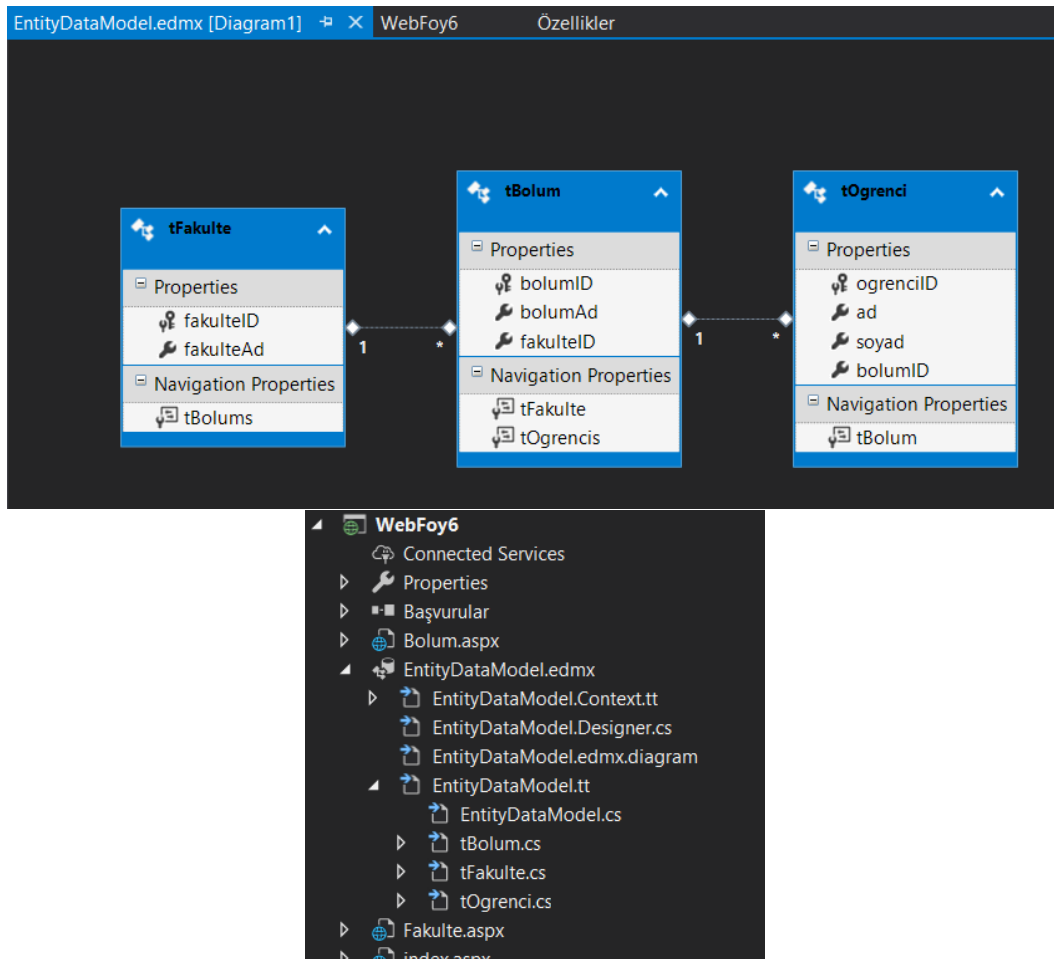 EntityDataModel.edmx [Diagram1] WebFoy6 Özellikler
tFakulte
Properties
fakulteID
fakulteAd
Navigation Properties
tBolums
1 *
tBolum
Properties
bolumID
bolumAd
fakulteID
Navigation Properties
tFakulte
tOgrencis
1 *
tOgrenci
Properties
ogrenciID
ad
soyad
bolumID
Navigation Properties
tBolum
WebFoy6
Connected Services
Properties
Başvurular
Bolum.aspx
EntityDataModel.edmx
EntityDataModel.Context.tt
EntityDataModel.Designer.cs
EntityDataModel.edmx.diagram
EntityDataModel.tt
EntityDataModel.cs
tBolum.cs
tFakulte.cs
tOgrenci.cs
Fakulte.aspx
index.aspx